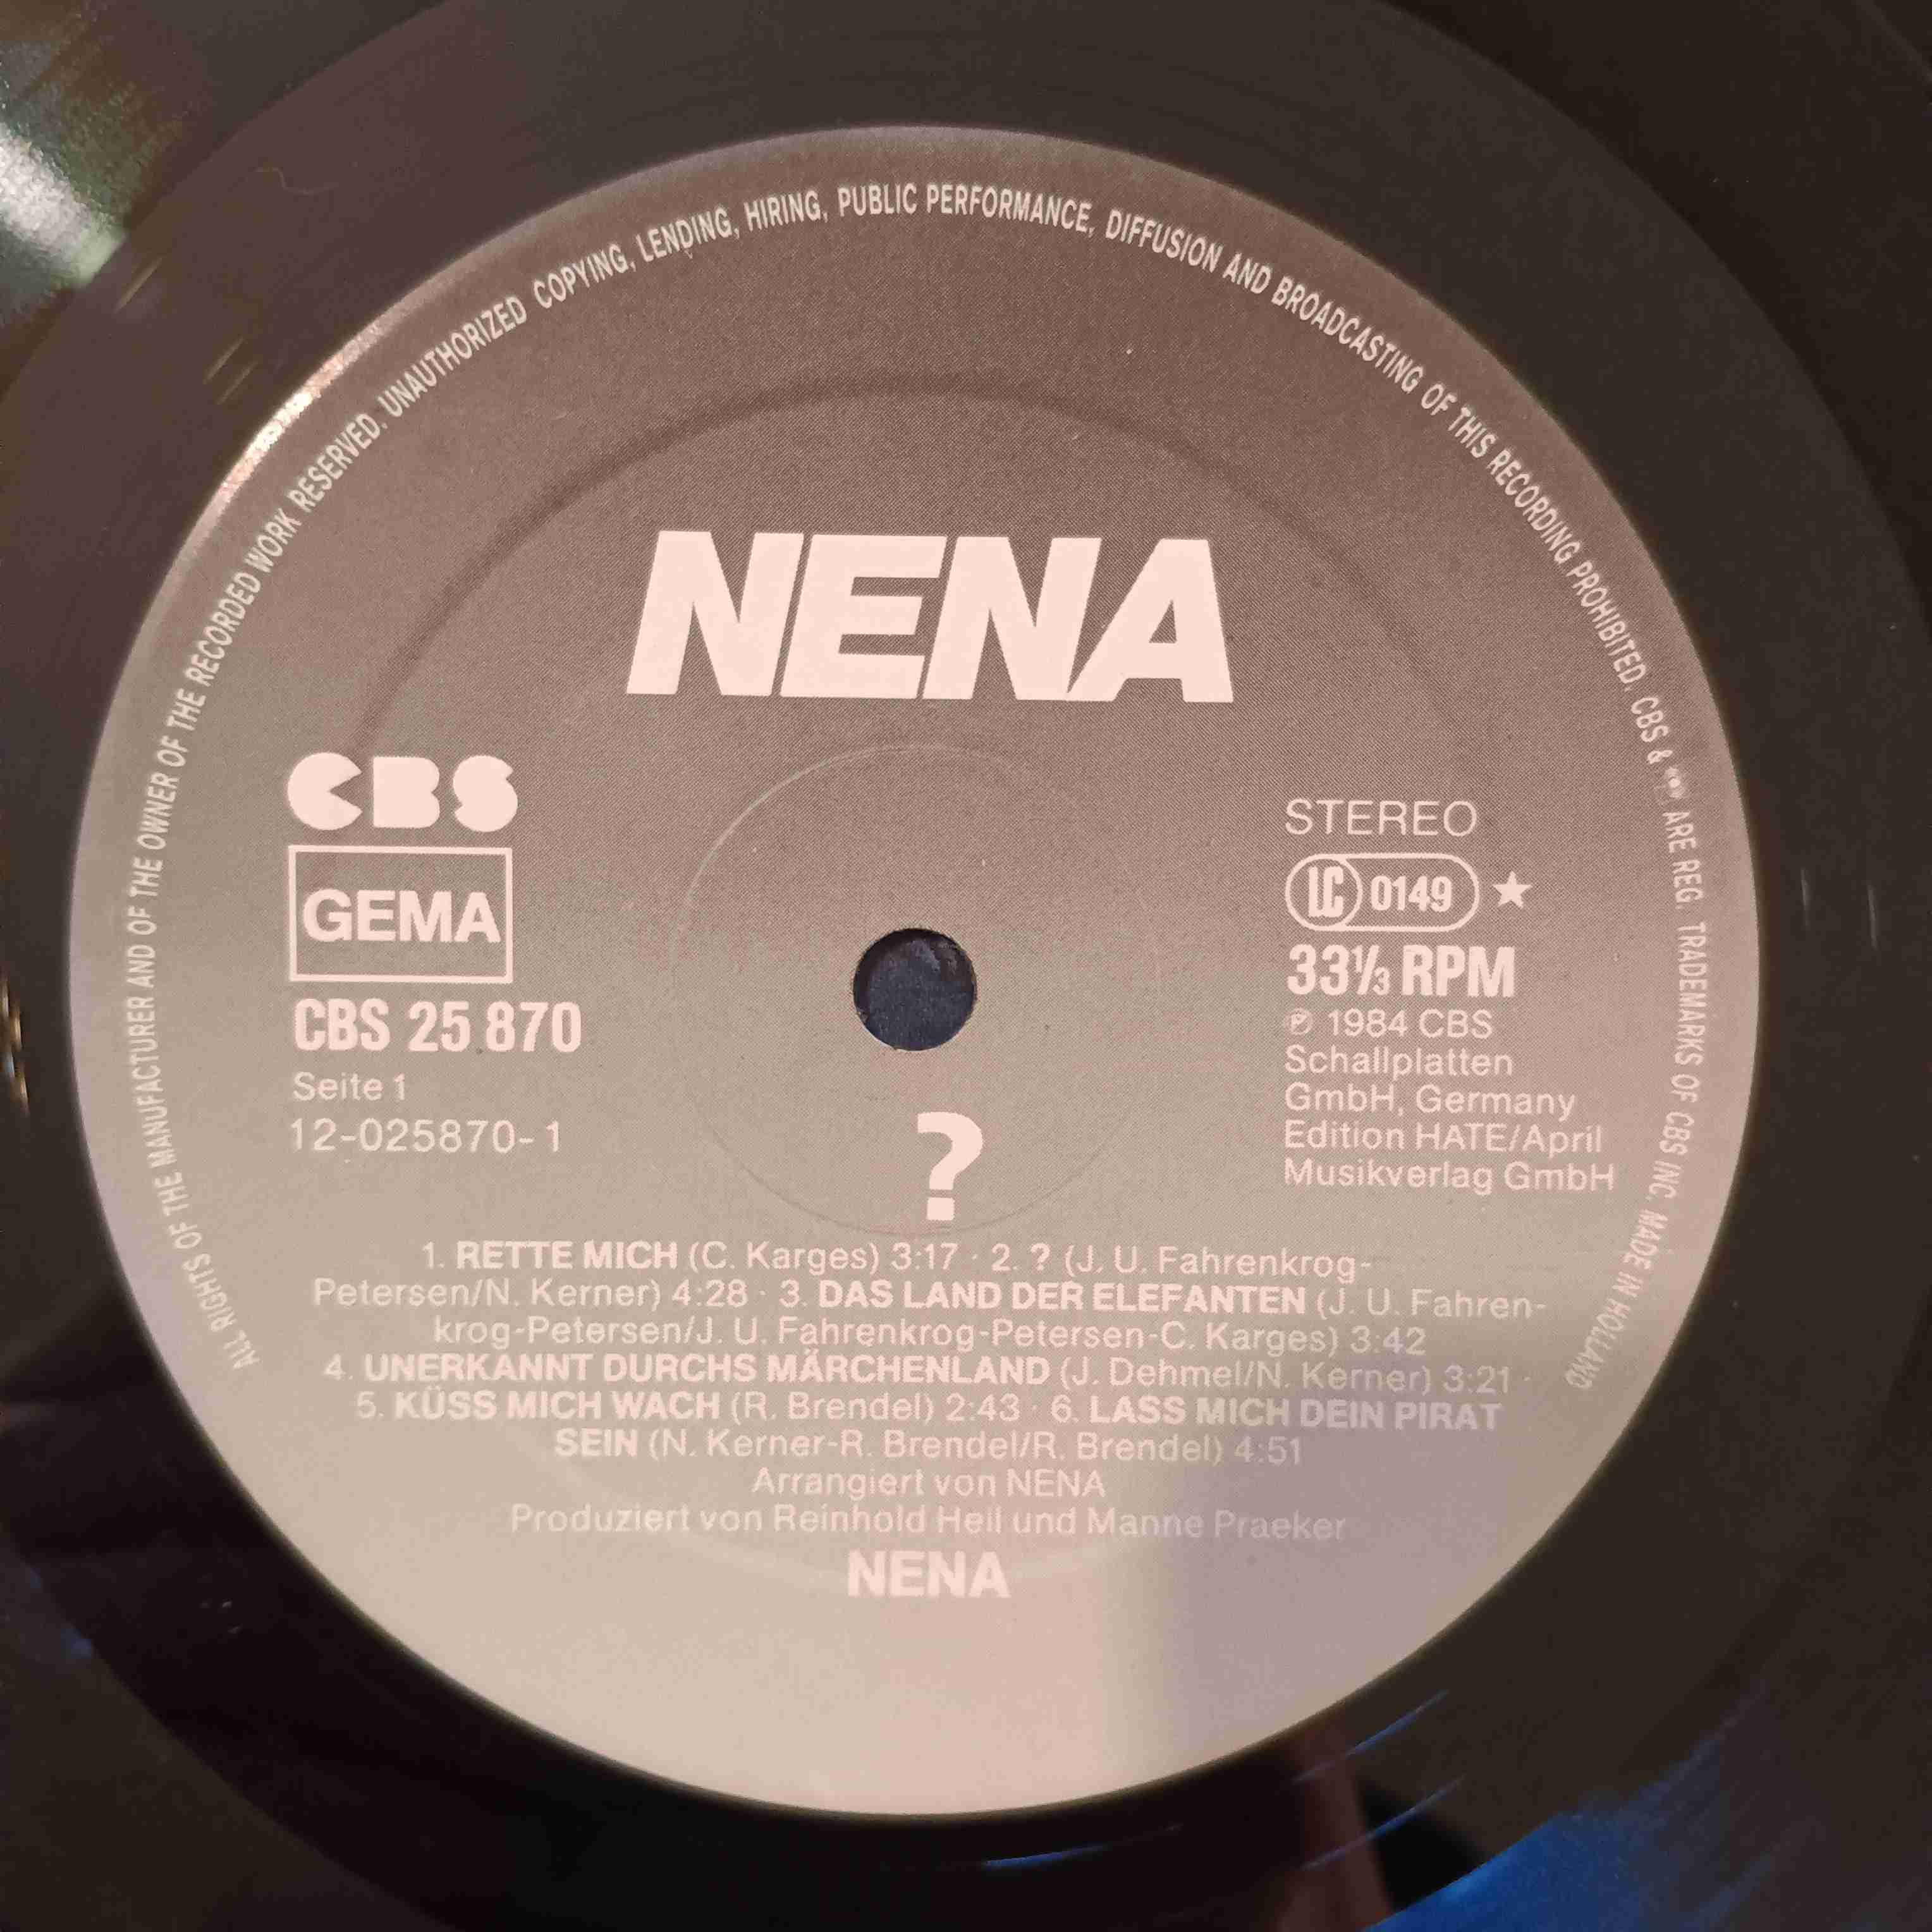 ALL RIGHTS OF THE MANUFACTURER AND OF THE OWNER OF THE RECORDED WORK RESERVED. UNAUTHORIZED COPYING, LENDING, HIRING, PUBLIC PERFORMANCE, DIFFUSION AND BROADCASTING OF THIS RECORDING PROHIBITED. CBS & ARE REG. TRADEMARKS OF CBS INC. MADE IN HOLLAND
NENA
CBS
GEMA
CBS 25 870
Seite 1
12-025870-1
STEREO
LC 0149 ★
33⅓ RPM
℗ 1984 CBS
Schallplatten
GmbH, Germany
Edition HATE/April
Musikverlag GmbH
?
1. RETTE MICH (C. Karges) 3:17 · 2. ? (J. U. Fahrenkrog-
Petersen/N. Kerner) 4:28 · 3. DAS LAND DER ELEFANTEN (J. U. Fahren-
krog-Petersen/J. U. Fahrenkrog-Petersen-C. Karges) 3:42
4. UNERKANNT DURCHS MÄRCHENLAND (J. Dehmel/N. Kerner) 3:21 ·
5. KÜSS MICH WACH (R. Brendel) 2:43 · 6. LASS MICH DEIN PIRAT
SEIN (N. Kerner-R. Brendel/R. Brendel) 4:51
Arrangiert von NENA
Produziert von Reinhold Heil und Manne Praeker
NENA